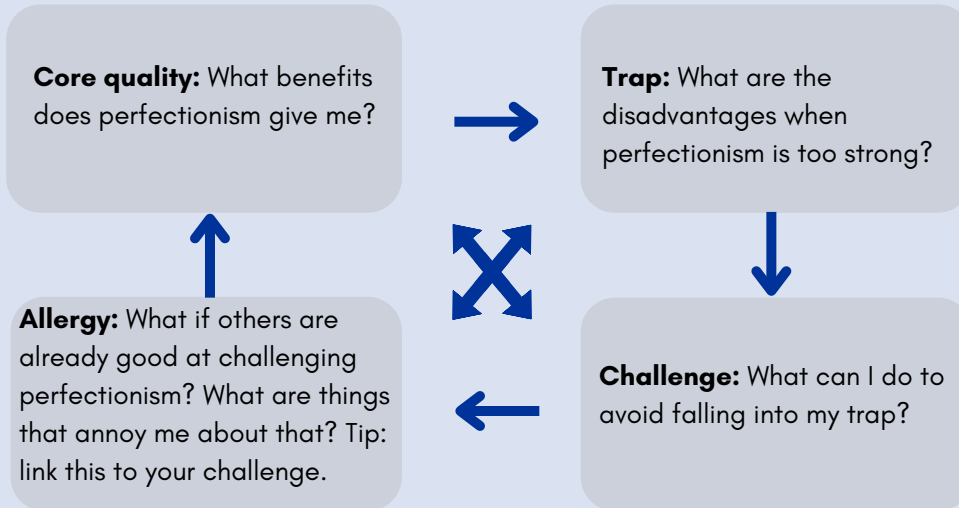 Core quality: What benefits
does perfectionism give me?
Trap: What are the
disadvantages when
perfectionism is too strong?
Allergy: What if others are
already good at challenging
perfectionism? What are things
that annoy me about that? Tip:
link this to your challenge.
Challenge: What can I do to
avoid falling into my trap?